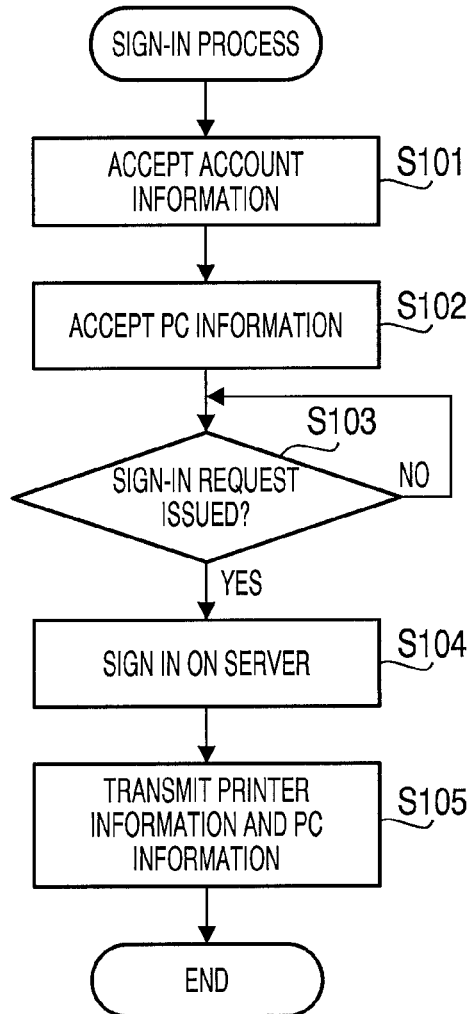 SIGN-IN PROCESS
ACCEPT ACCOUNT
INFORMATION
S101
ACCEPT PC INFORMATION
S102
S103
SIGN-IN REQUEST
ISSUED?
NO
YES
SIGN IN ON SERVER
S104
TRANSMIT PRINTER
INFORMATION AND PC
INFORMATION
S105
END